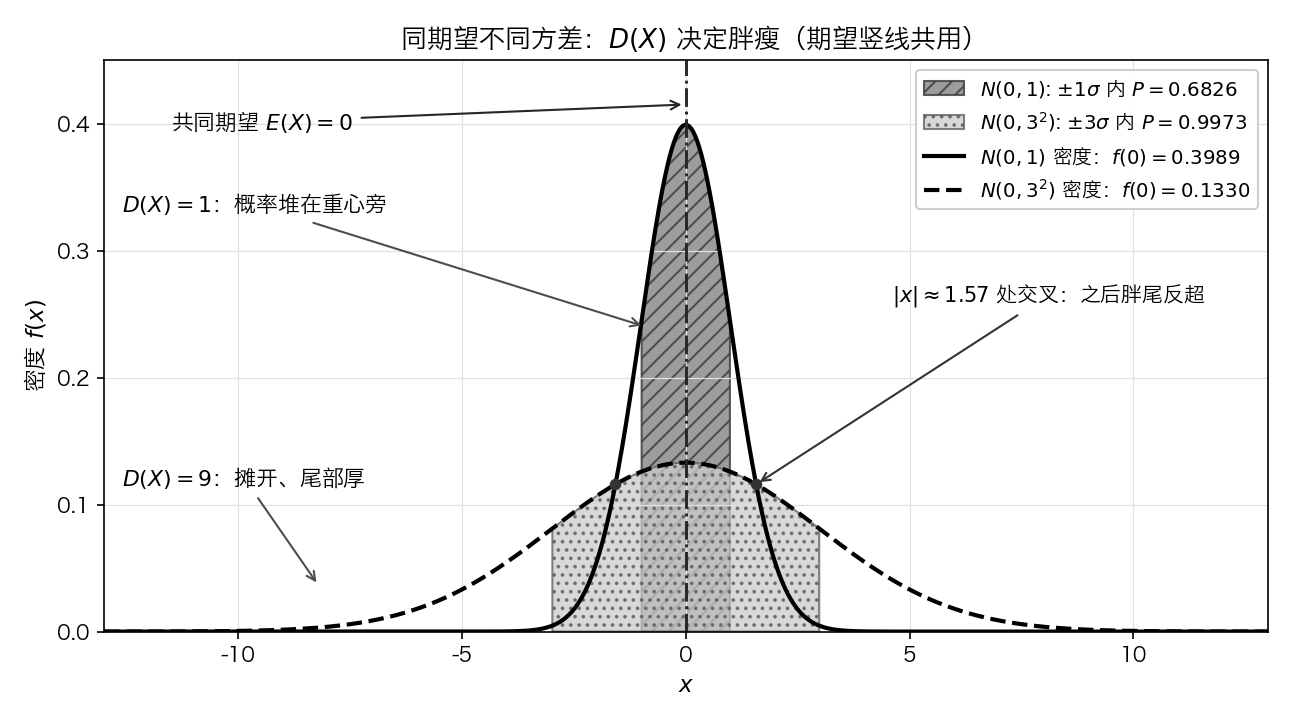 同期望不同方差：D(X) 决定胖瘦（期望竖线共用）
N(0, 1): ±1σ 内 P = 0.6826
N(0, 3²): ±3σ 内 P = 0.9973
N(0, 1) 密度：f(0) = 0.3989
N(0, 3²) 密度：f(0) = 0.1330
共同期望 E(X) = 0
D(X) = 1：概率堆在重心旁
|x| ≈ 1.57 处交叉：之后胖尾反超
D(X) = 9：摊开、尾部厚
密度 f(x)
0.4
0.3
0.2
0.1
0.0
-10
-5
0
5
10
x